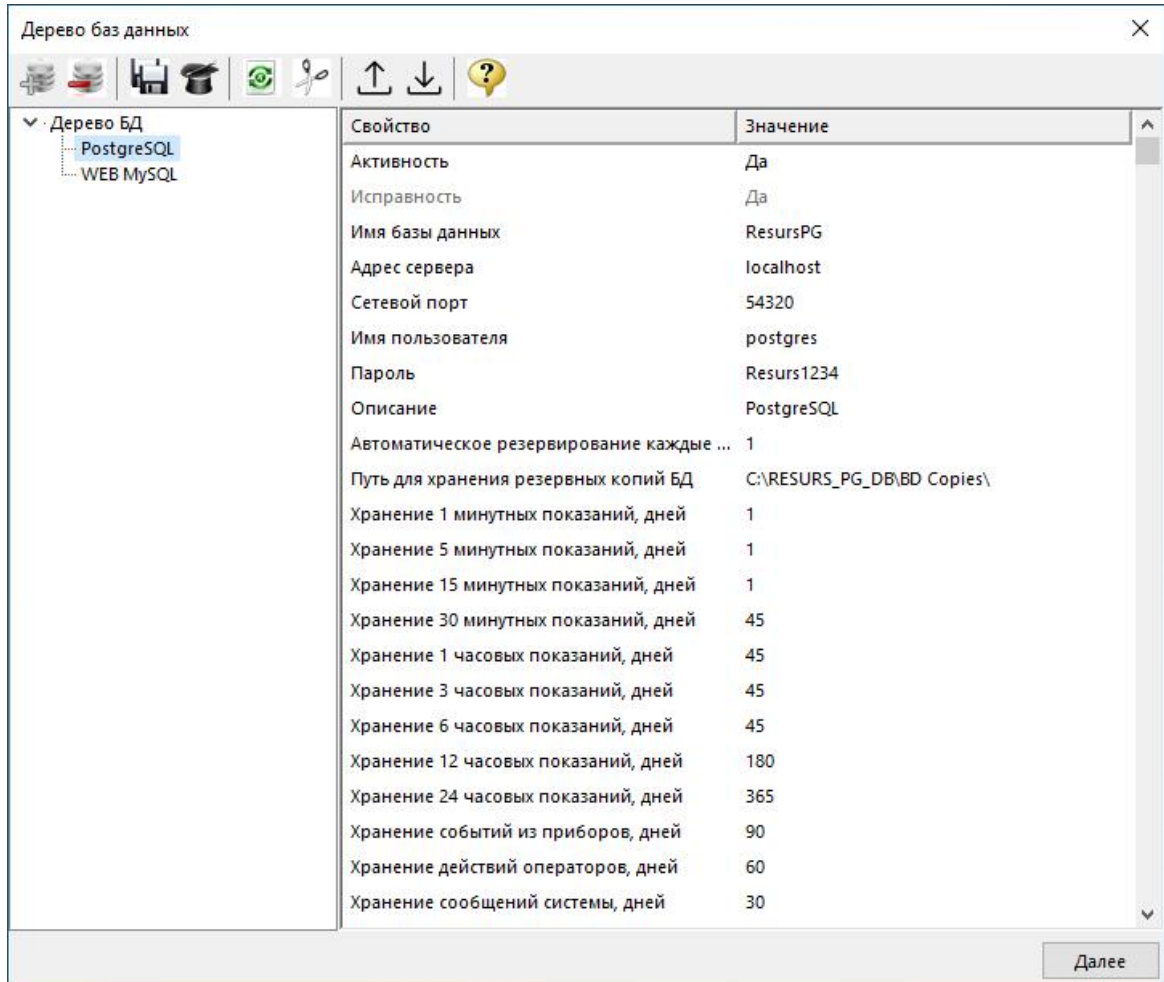 Дерево баз данных
Дерево БД
PostgreSQL
WEB MySQL
Свойство Значение
Активность Да
Исправность Да
Имя базы данных ResursPG
Адрес сервера localhost
Сетевой порт 54320
Имя пользователя postgres
Пароль Resurs1234
Описание PostgreSQL
Автоматическое резервирование каждые ... 1
Путь для хранения резервных копий БД C:\RESURS_PG_DB\BD Copies\
Хранение 1 минутных показаний, дней 1
Хранение 5 минутных показаний, дней 1
Хранение 15 минутных показаний, дней 1
Хранение 30 минутных показаний, дней 45
Хранение 1 часовых показаний, дней 45
Хранение 3 часовых показаний, дней 45
Хранение 6 часовых показаний, дней 45
Хранение 12 часовых показаний, дней 180
Хранение 24 часовых показаний, дней 365
Хранение событий из приборов, дней 90
Хранение действий операторов, дней 60
Хранение сообщений системы, дней 30
Далее